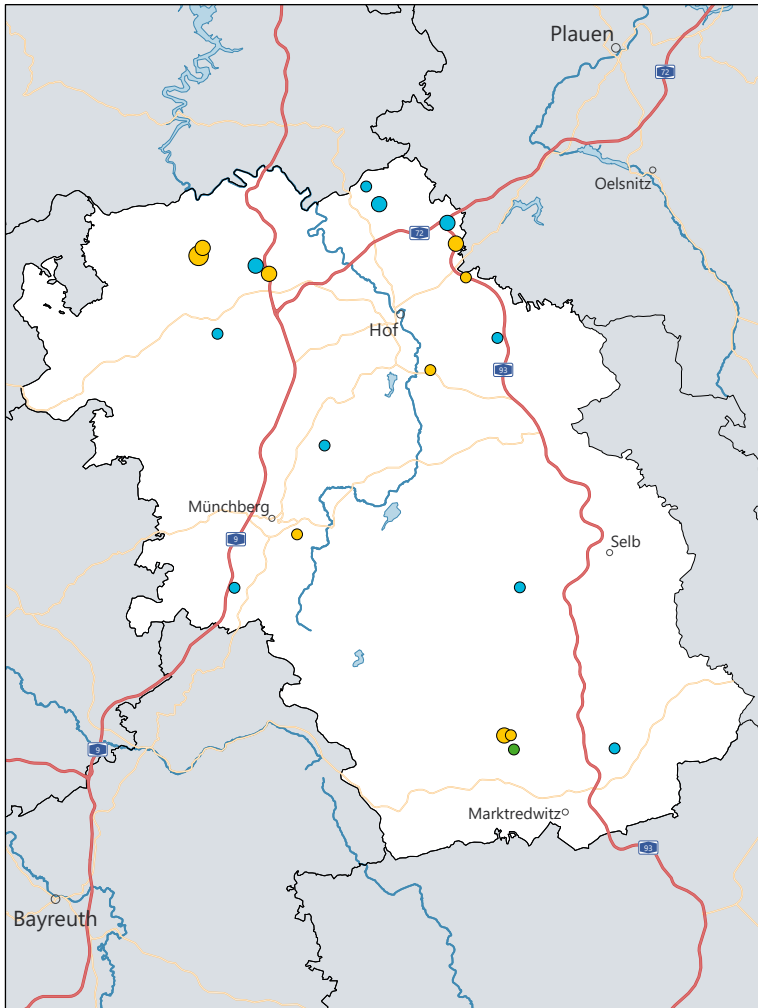 Plauen
72
Oelsnitz
72
Hof
93
Münchberg
9
Selb
9
Marktredwitz
93
Bayreuth